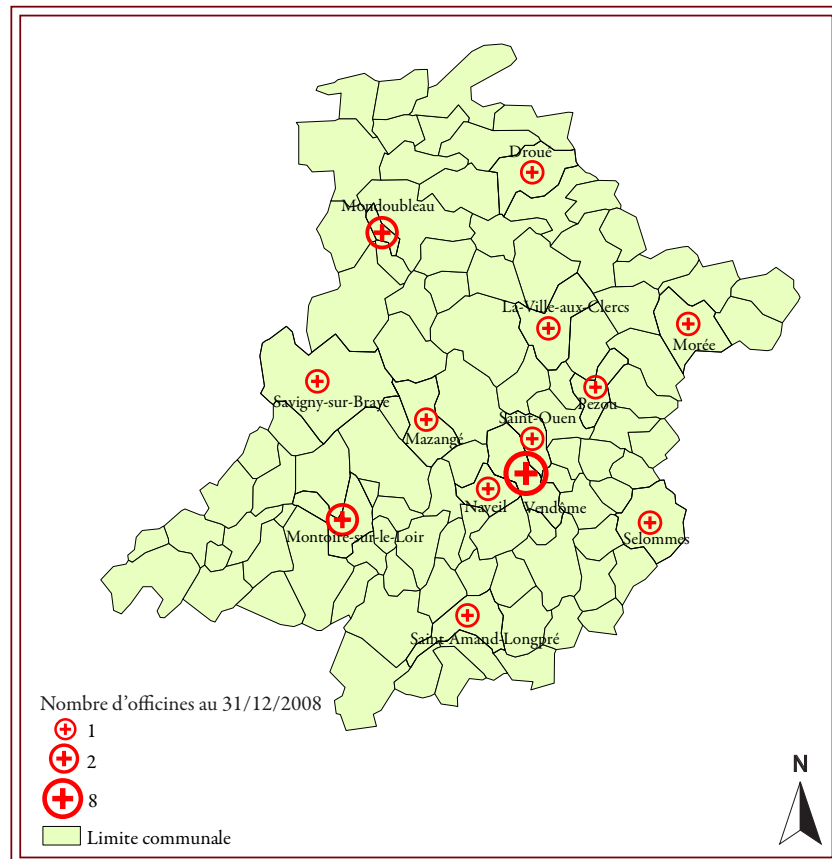 Droué
Mondoubleau
La-Ville-aux-Clercs
Morée
Savigny-sur-Braye
Pezou
Saint-Ouen
Mazangé
Naveil
Vendôme
Montoire-sur-le-Loir
Selommes
Saint-Amand-Longpré
Nombre d’officines au 31/12/2008
1
2
8
Limite communale
N